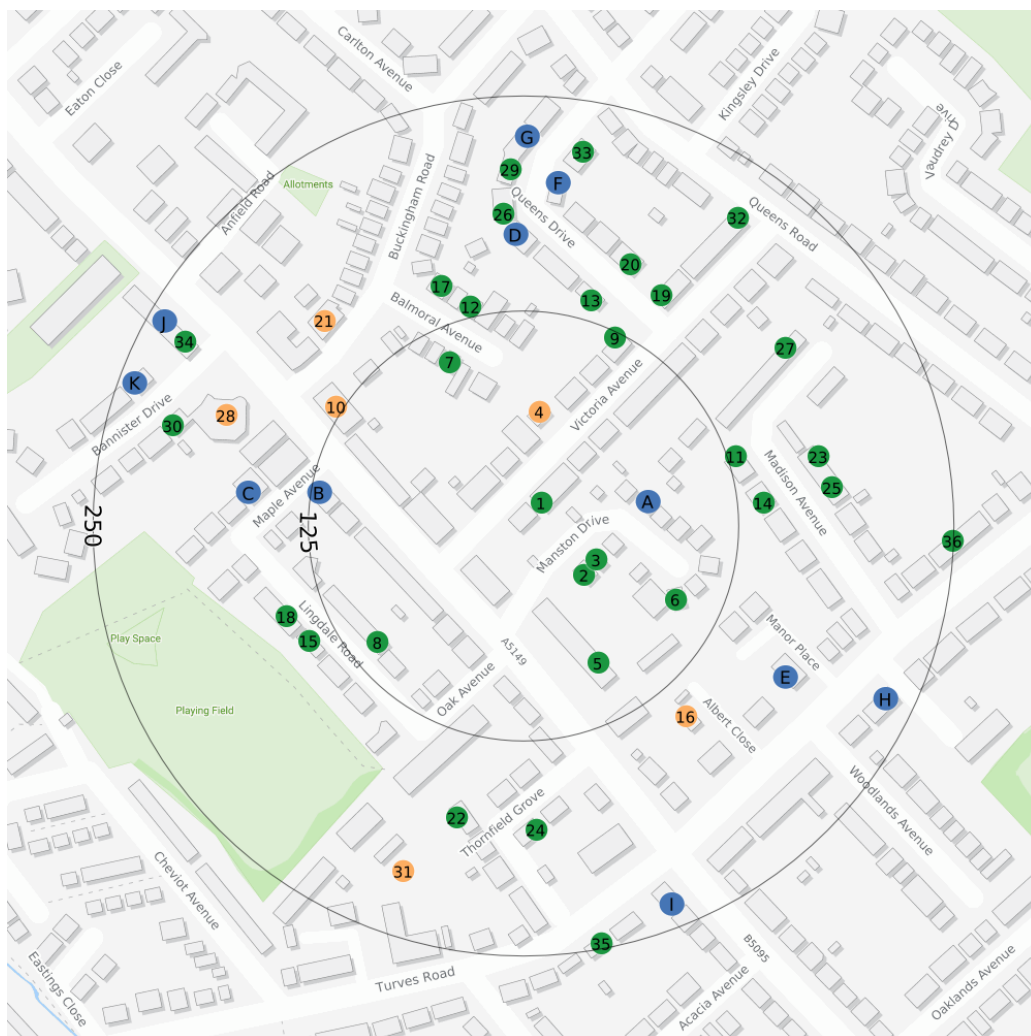 Carlton Avenue
Eaton Close
Kingsley Drive
Vaudrey Drive
G
33
29
Allotments
Anfield Road
Buckingham Road
F
26
Queens Drive
32
Queens Road
D
20
17
19
13
12
J
21
Balmoral Avenue
34
9
27
7
K
10
28
4
Victoria Avenue
Bannister Drive
30
11
23
Madison Avenue
25
C
B
Maple Avenue
1
A
14
250
125
Manston Drive
36
3
2
6
18
15
Lingdale Road
8
Play Space
Manor Place
A5149
5
E
Oak Avenue
H
Playing Field
16
Albert Close
Woodlands Avenue
22
Thornfield Grove
24
Cheviot Avenue
31
I
35
B5095
Turves Road
Eastings Close
Acacia Avenue
Oaklands Avenue